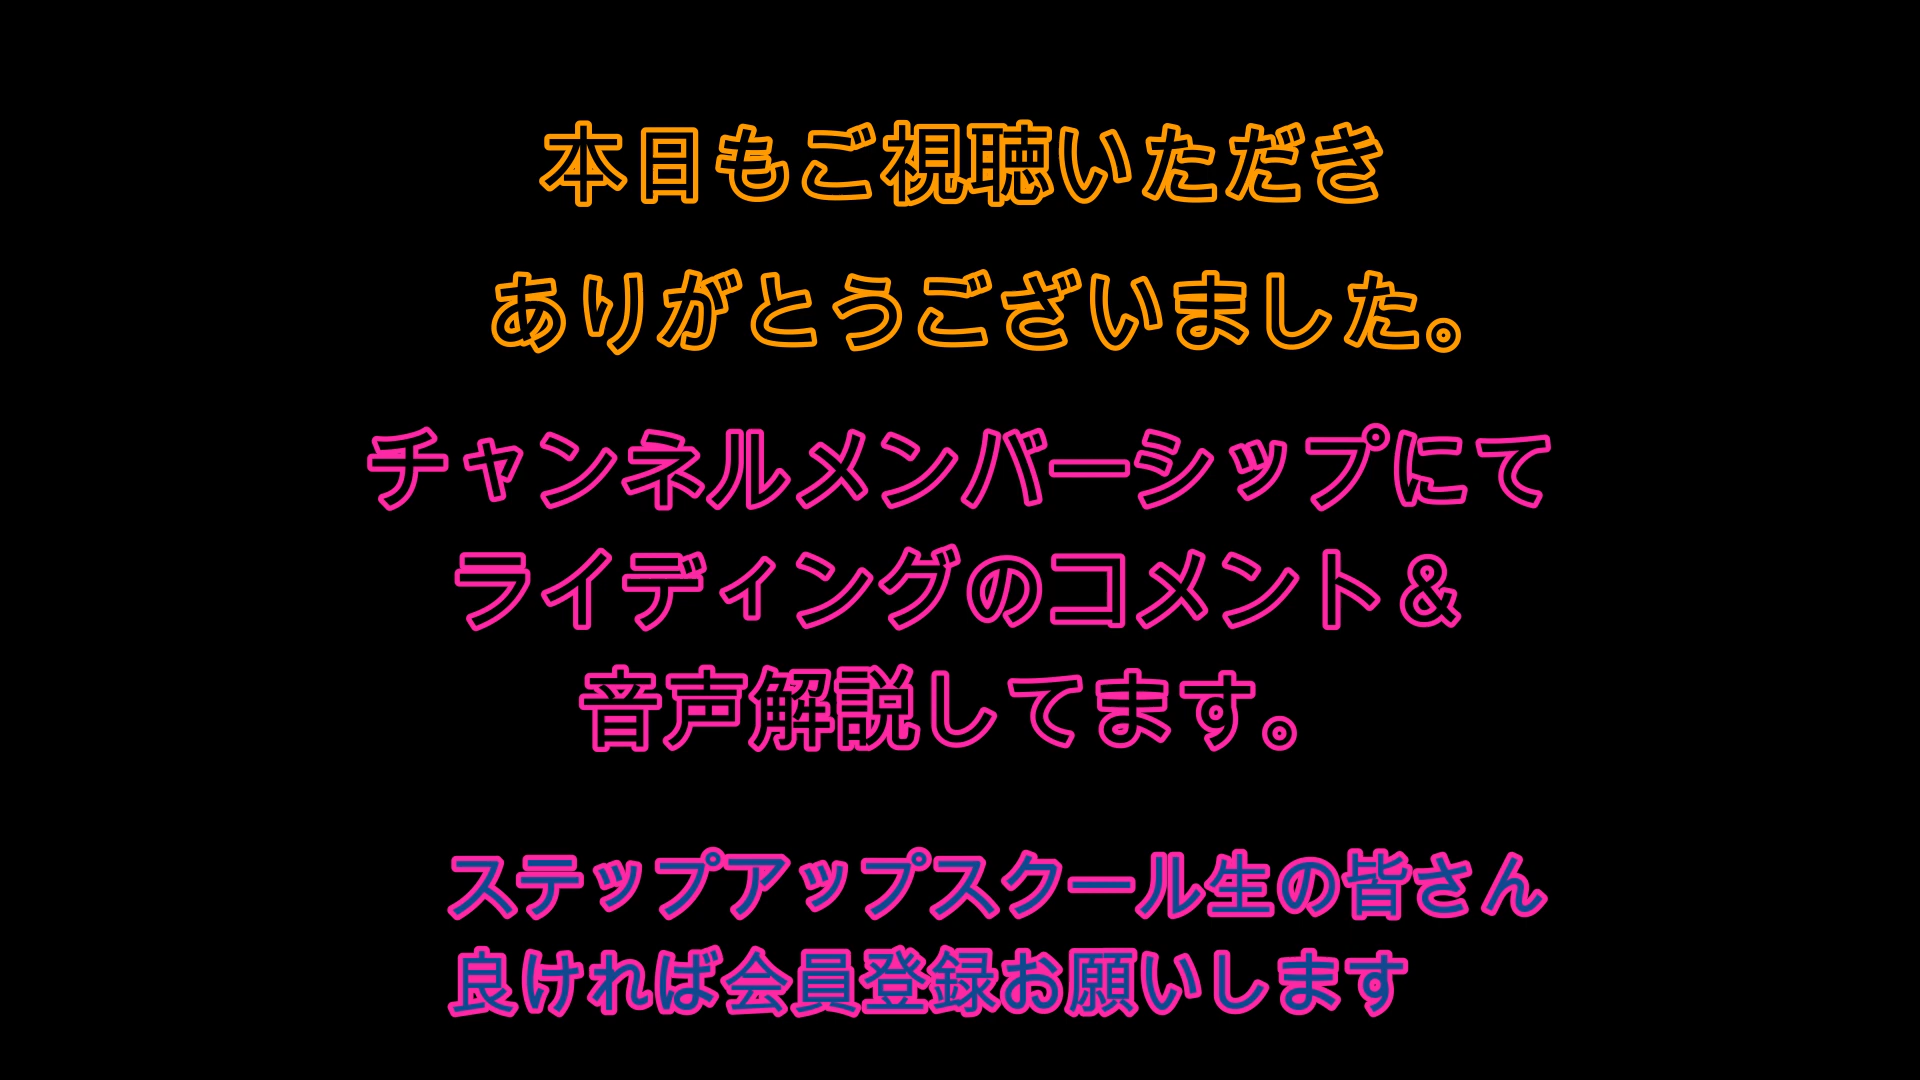 本日もご視聴いただき
ありがとうございました。
チャンネルメンバーシップにて
ライディングのコメント＆
音声解説してます。
ステップアップスクール生の皆さん
良ければ会員登録お願いします